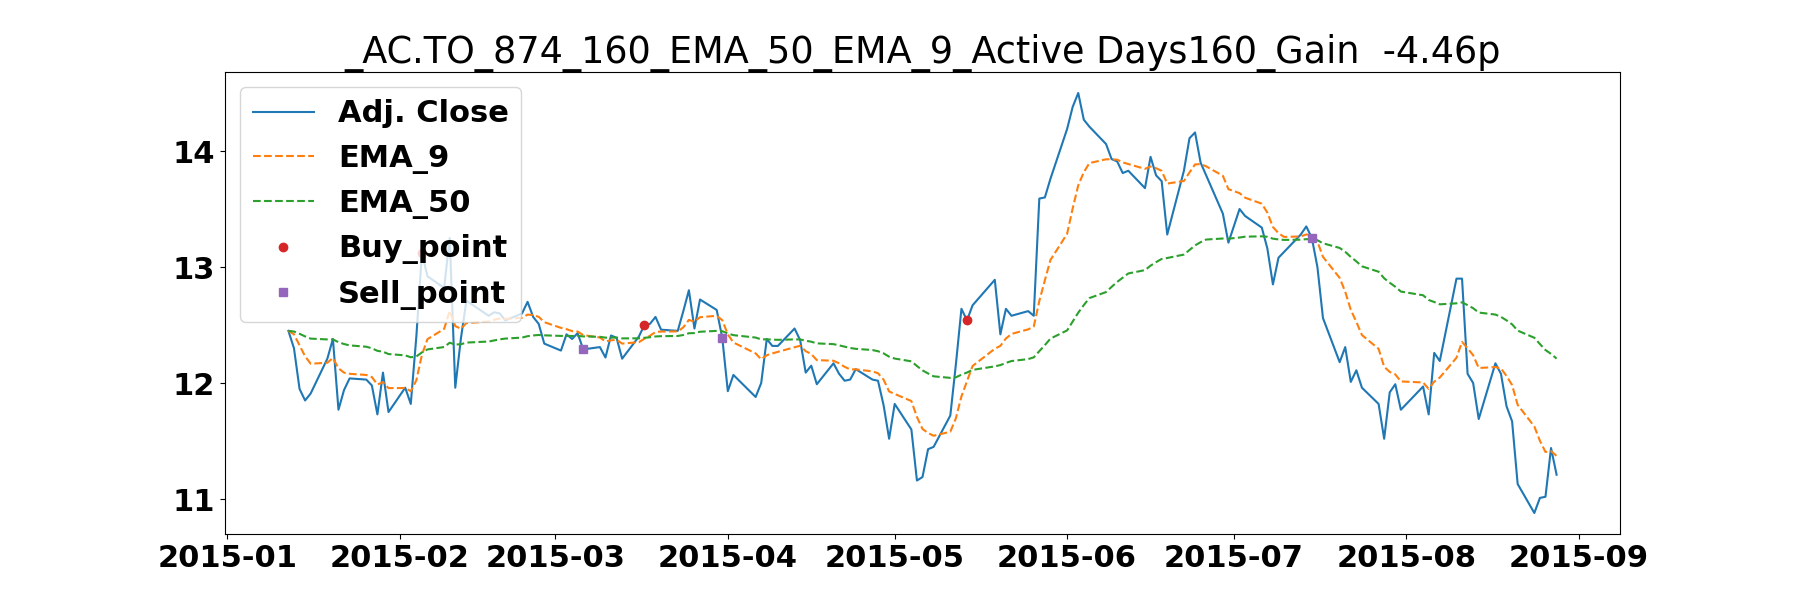 _AC.TO_874_160_EMA_50_EMA_9_Active Days160_Gain  -4.46p
Adj. Close
EMA_9
EMA_50
Buy_point
Sell_point
14
13
12
11
2015-01 2015-02 2015-03 2015-04 2015-05 2015-06 2015-07 2015-08 2015-09